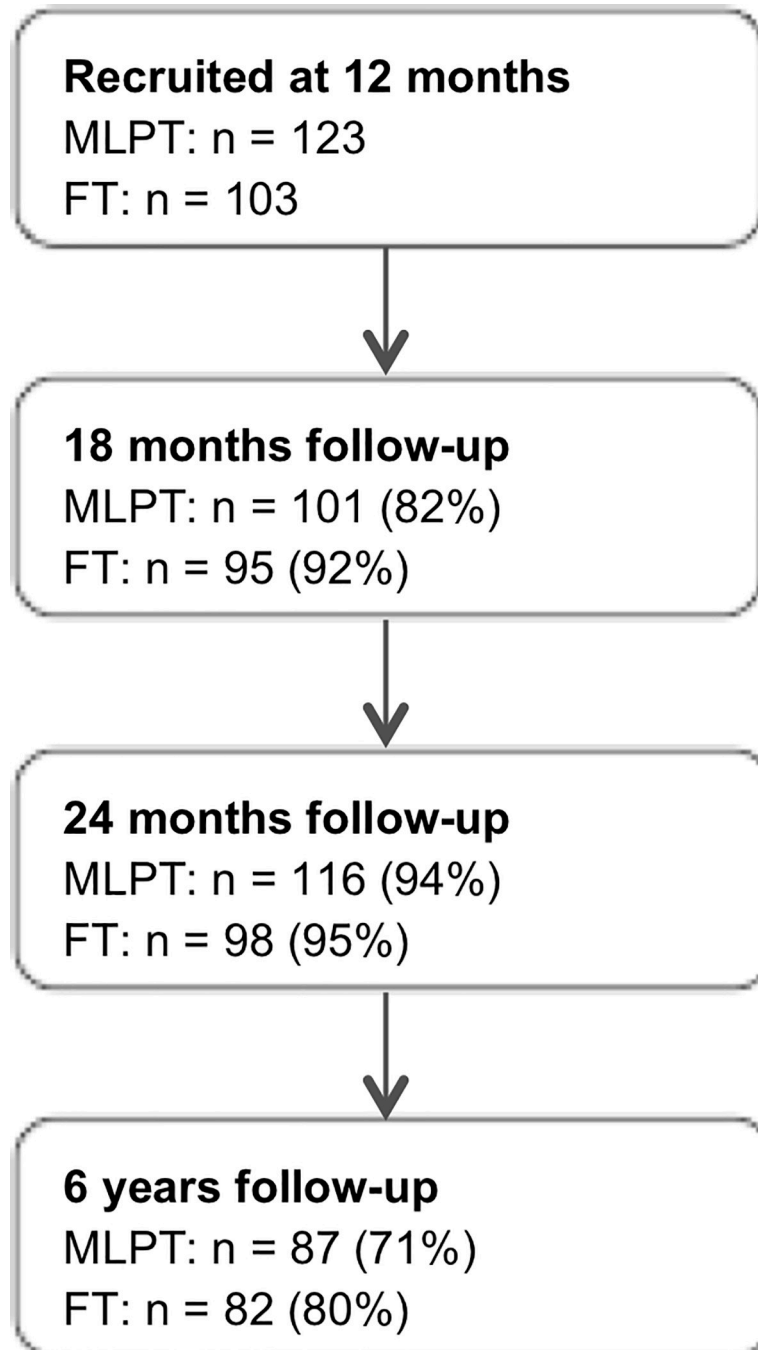 Recruited at 12 months
MLPT: n = 123
FT: n = 103
18 months follow-up
MLPT: n = 101 (82%)
FT: n = 95 (92%)
24 months follow-up
MLPT: n = 116 (94%)
FT: n = 98 (95%)
6 years follow-up
MLPT: n = 87 (71%)
FT: n = 82 (80%)